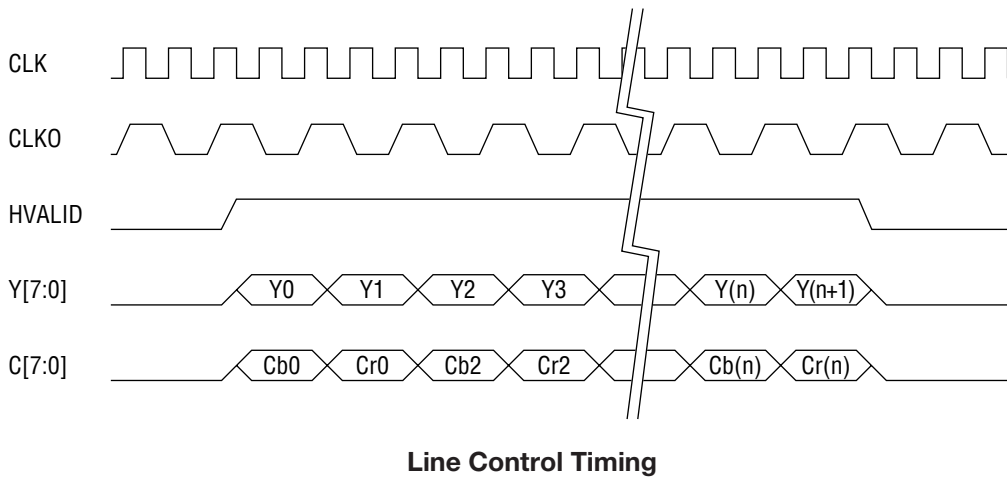 CLK
CLKO
HVALID
Y[7:0] Y0 Y1 Y2 Y3 Y(n) Y(n+1)
C[7:0] Cb0 Cr0 Cb2 Cr2 Cb(n) Cr(n)
Line Control Timing